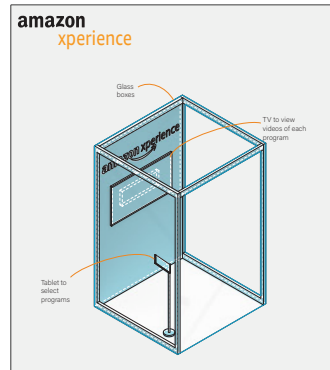 amazon
xperience
Glass
boxes
TV to view
videos of each
program
amazon xperience
Tablet to
select
programs